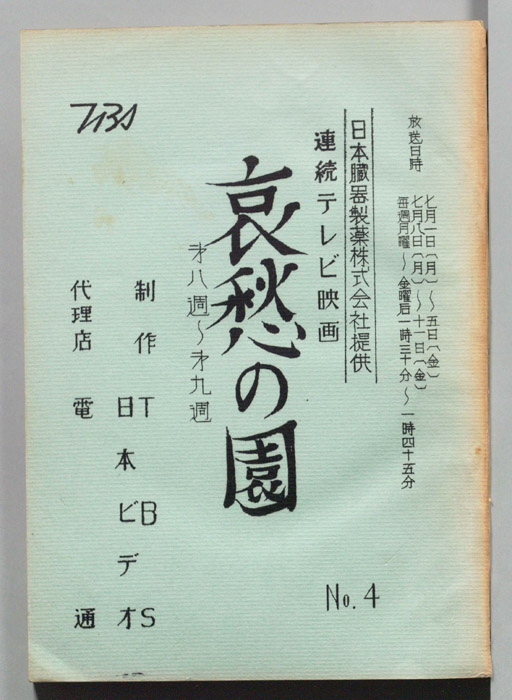 TBS
放送日時
七月一日(月)～五日(金)
七月八日(月)～十一日(金)
毎週月曜～金曜后一時三十分～一時四十五分
日本臓器製薬株式会社提供
連続テレビ映画
哀愁の園
才八週～才九週
制作 TBS
日本ビデオ
代理店 電通
No. 4